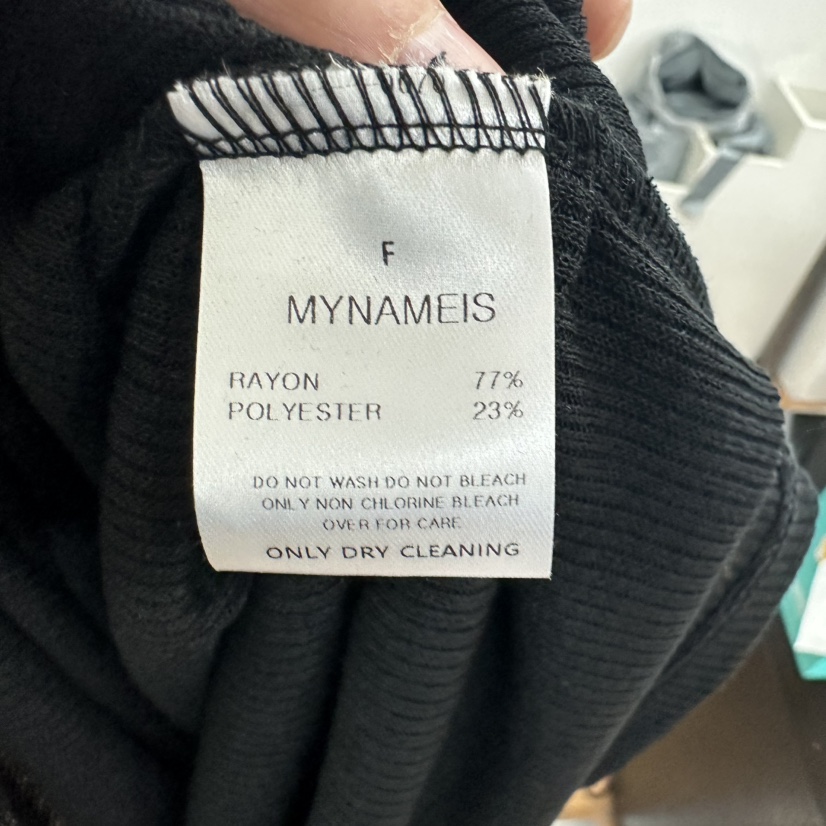 F
MYNAMEIS
RAYON 77%
POLYESTER 23%
DO NOT WASH DO NOT BLEACH
ONLY NON CHLORINE BLEACH
OVER FOR CARE
ONLY DRY CLEANING